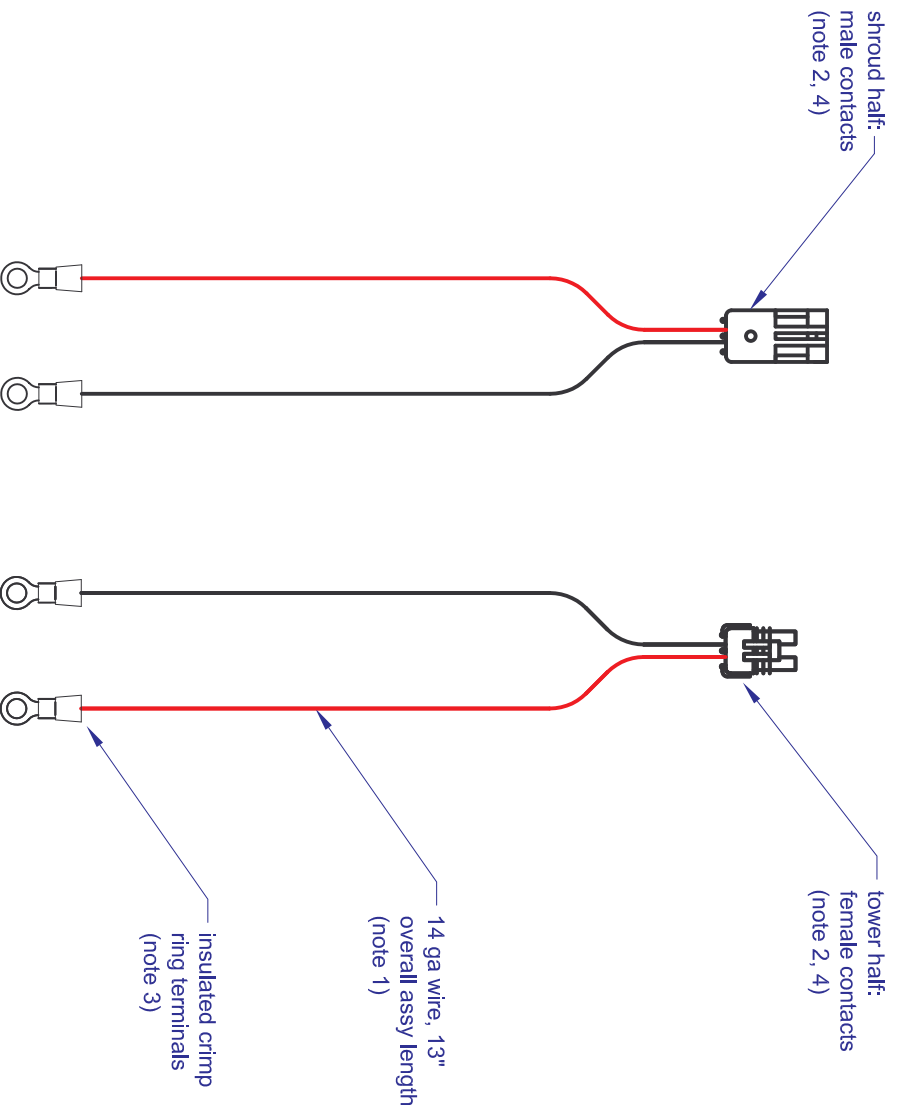 shroud half:
male contacts
(note 2, 4)
tower half:
female contacts
(note 2, 4)
14 ga wire, 13"
overall assy length
(note 1)
insulated crimp
ring terminals
(note 3)